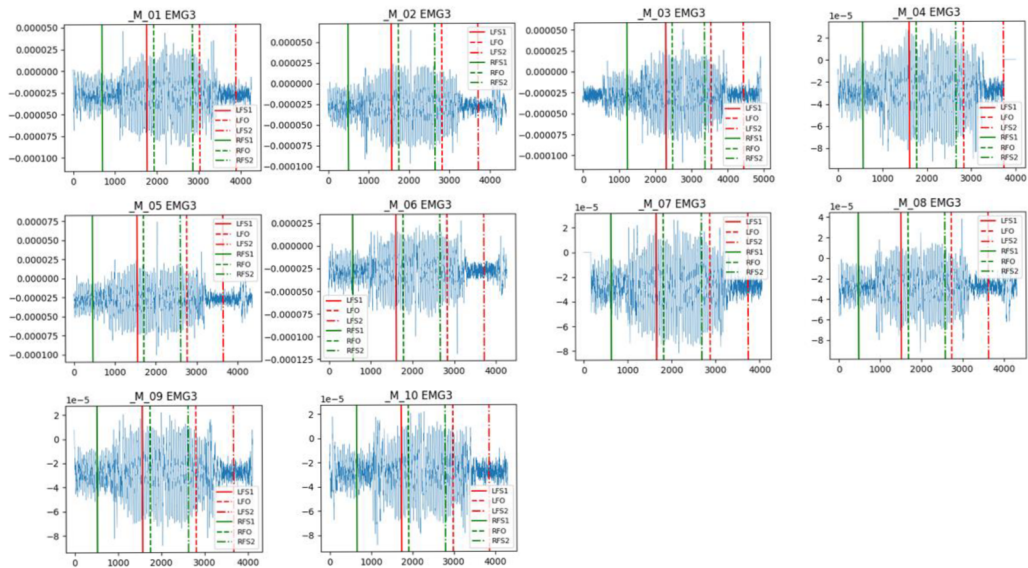 _M_01 EMG3
0.000050
0.000025
0.000000
−0.000025
−0.000050
−0.000075
−0.000100
0 1000 2000 3000 4000
LFS1
LFO
LFS2
RFS1
RFO
RFS2
_M_02 EMG3
0.000050
0.000025
0.000000
−0.000025
−0.000050
−0.000075
−0.000100
0 1000 2000 3000 4000
LFS1
LFO
LFS2
RFS1
RFO
RFS2
_M_03 EMG3
0.000050
0.000025
0.000000
−0.000025
−0.000050
−0.000075
−0.000100
0 1000 2000 3000 4000 5000
LFS1
LFO
LFS2
RFS1
RFO
RFS2
_M_04 EMG3
1e−5
2
0
−2
−4
−6
−8
0 1000 2000 3000 4000
LFS1
LFO
LFS2
RFS1
RFO
RFS2
_M_05 EMG3
0.000075
0.000050
0.000025
0.000000
−0.000025
−0.000050
−0.000075
−0.000100
0 1000 2000 3000 4000
LFS1
LFO
LFS2
RFS1
RFO
RFS2
_M_06 EMG3
0.000025
0.000000
−0.000025
−0.000050
−0.000075
−0.000100
−0.000125
0 1000 2000 3000 4000
LFS1
LFO
LFS2
RFS1
RFO
RFS2
_M_07 EMG3
1e−5
2
0
−2
−4
−6
−8
0 1000 2000 3000 4000
LFS1
LFO
LFS2
RFS1
RFO
RFS2
_M_08 EMG3
1e−5
4
2
0
−2
−4
−6
−8
0 1000 2000 3000 4000
LFS1
LFO
LFS2
RFS1
RFO
RFS2
_M_09 EMG3
1e−5
2
0
−2
−4
−6
−8
0 1000 2000 3000 4000
LFS1
LFO
LFS2
RFS1
RFO
RFS2
_M_10 EMG3
1e−5
2
0
−2
−4
−6
−8
0 1000 2000 3000 4000
LFS1
LFO
LFS2
RFS1
RFO
RFS2